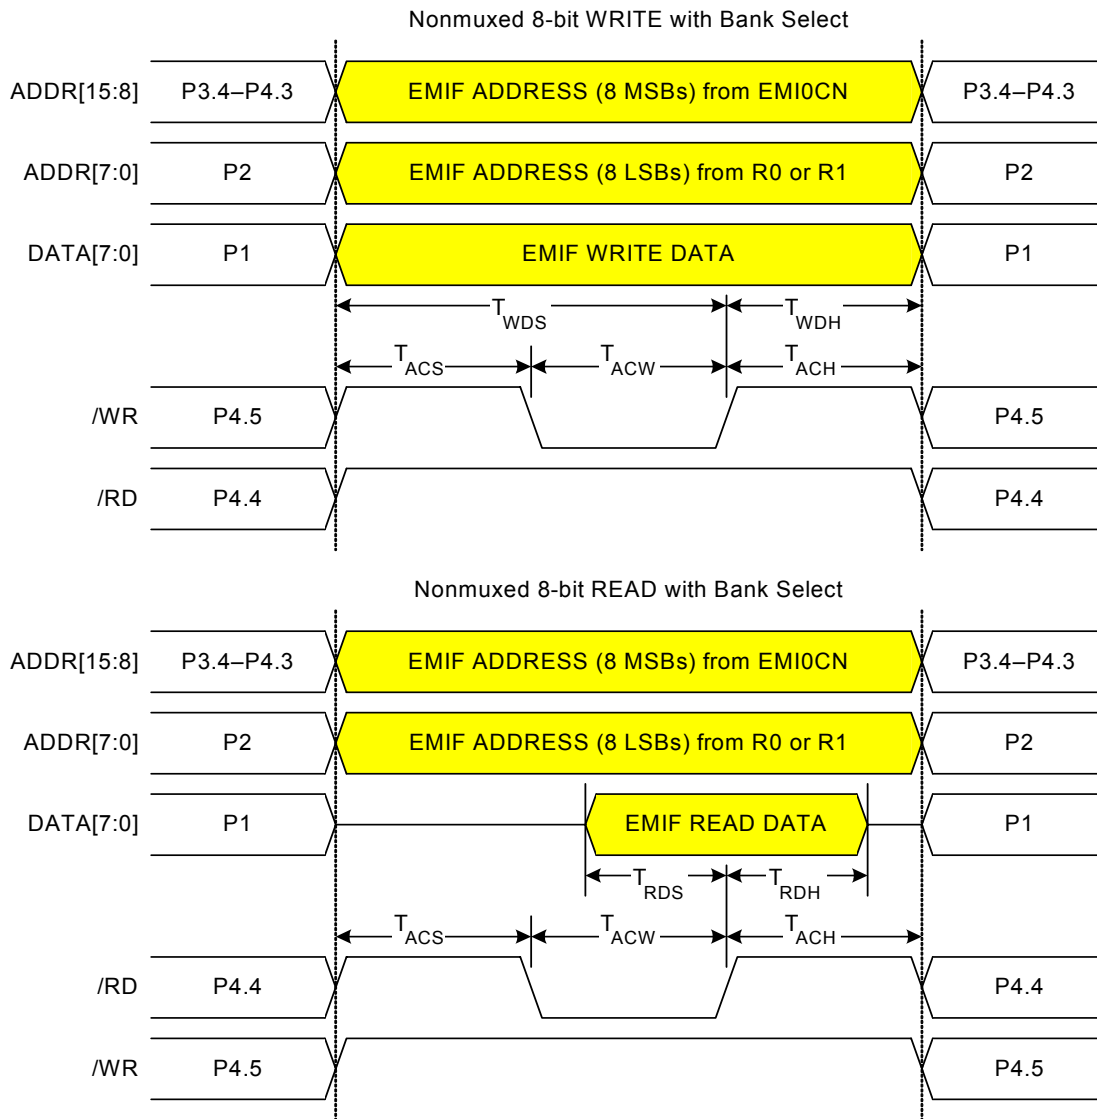 Nonmuxed 8-bit WRITE with Bank Select
ADDR[15:8] P3.4–P4.3 EMIF ADDRESS (8 MSBs) from EMI0CN P3.4–P4.3
ADDR[7:0] P2 EMIF ADDRESS (8 LSBs) from R0 or R1 P2
DATA[7:0] P1 EMIF WRITE DATA P1
TWDS TWDH
TACS TACW TACH
/WR P4.5 P4.5
/RD P4.4 P4.4
Nonmuxed 8-bit READ with Bank Select
ADDR[15:8] P3.4–P4.3 EMIF ADDRESS (8 MSBs) from EMI0CN P3.4–P4.3
ADDR[7:0] P2 EMIF ADDRESS (8 LSBs) from R0 or R1 P2
DATA[7:0] P1 EMIF READ DATA P1
TRDS TRDH
TACS TACW TACH
/RD P4.4 P4.4
/WR P4.5 P4.5